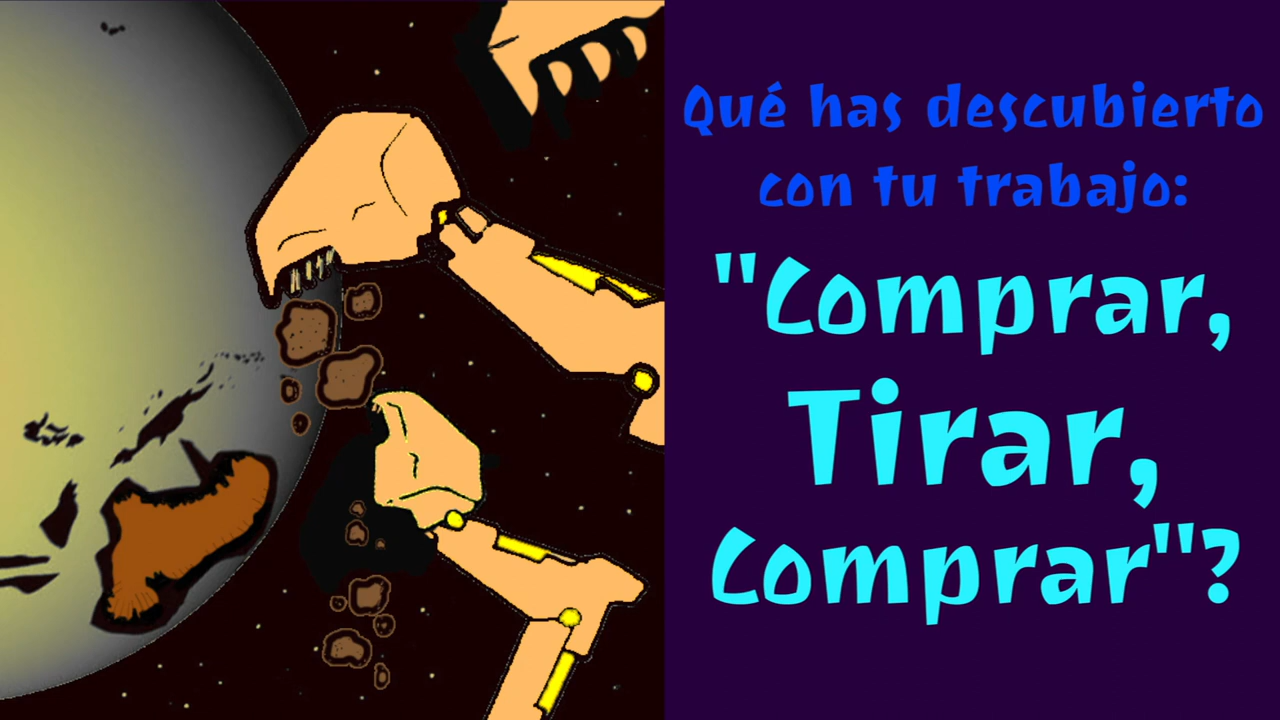 Qué has descubierto
con tu trabajo:
"Comprar,
Tirar,
Comprar"?